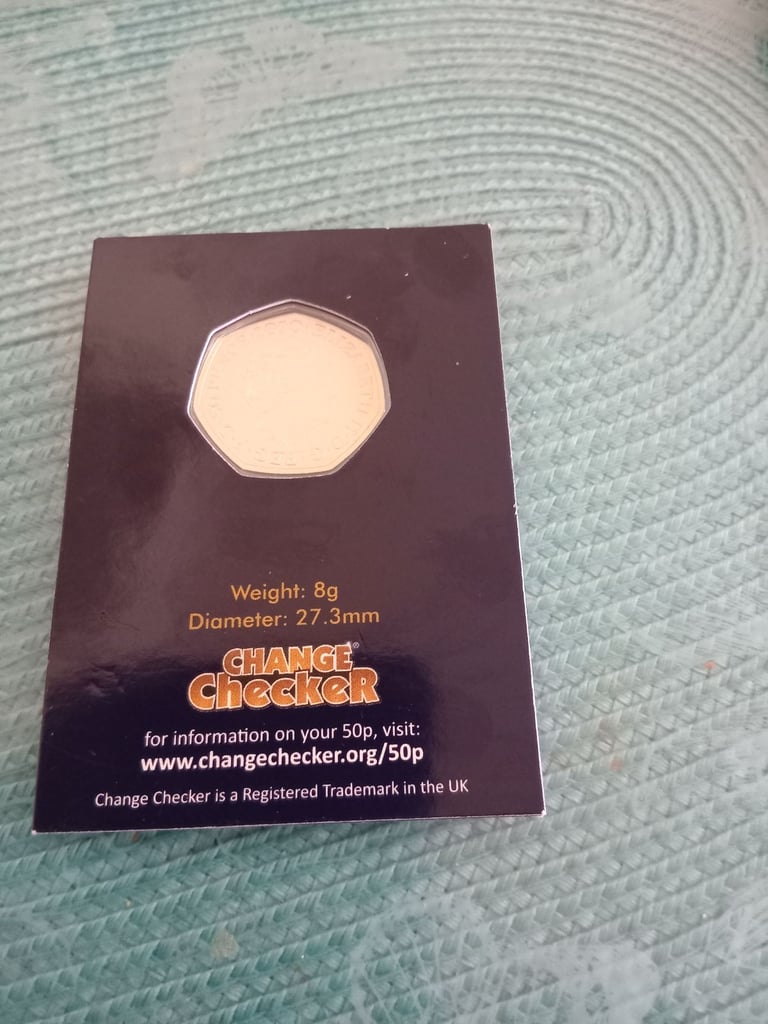 Weight: 8g
Diameter: 27.3mm
CHANGE®
CHecKeR
for information on your 50p, visit:
www.changechecker.org/50p
Change Checker is a Registered Trademark in the UK